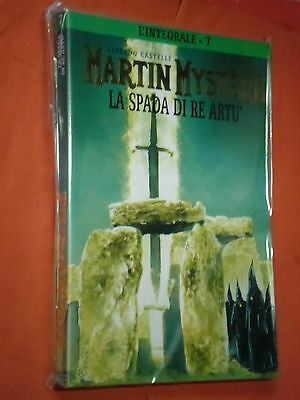 L'INTEGRALE - 7
ALFREDO CASTELLI
MARTIN MYSTÈRE
LA SPADA DI RE ARTU'